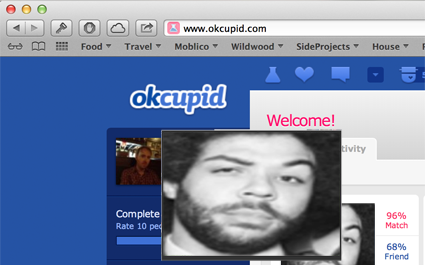 www.okcupid.com
Food Travel Moblico Wildwood SideProjects House
okcupid
Welcome!
tivity
Complete
Rate 10 peo
96%
Match
68%
Friend